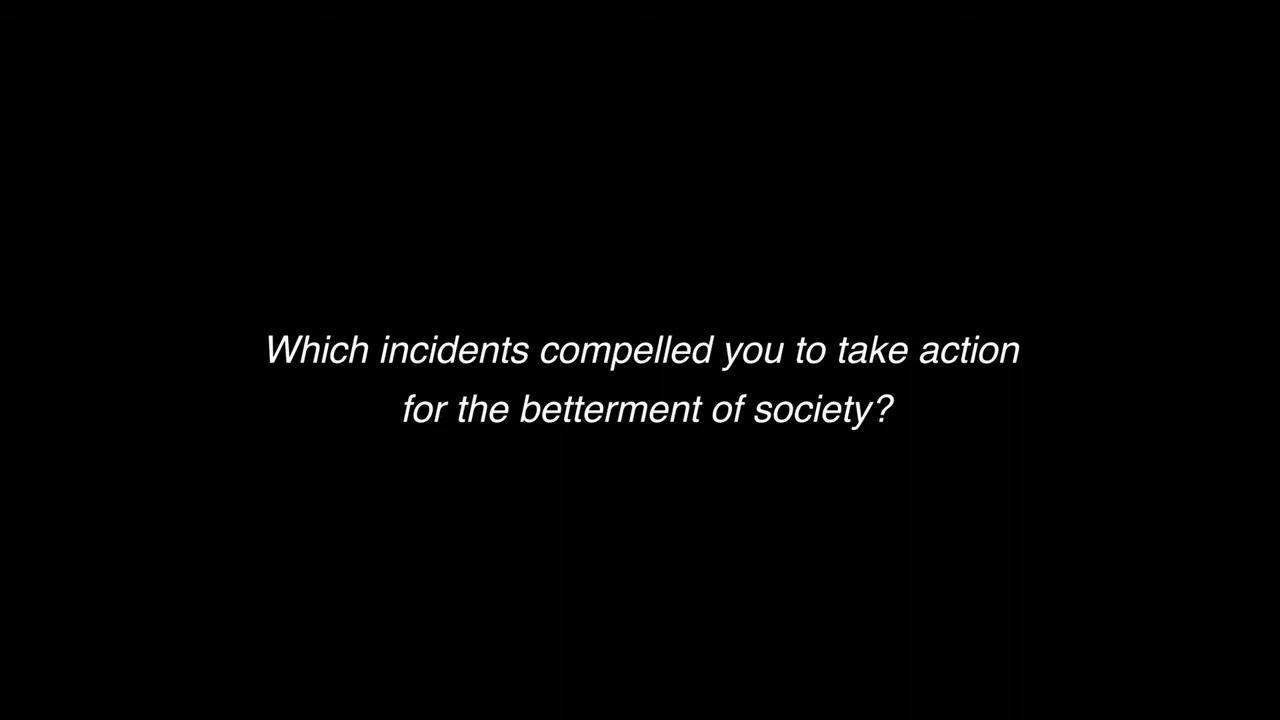 Which incidents compelled you to take action
for the betterment of society?